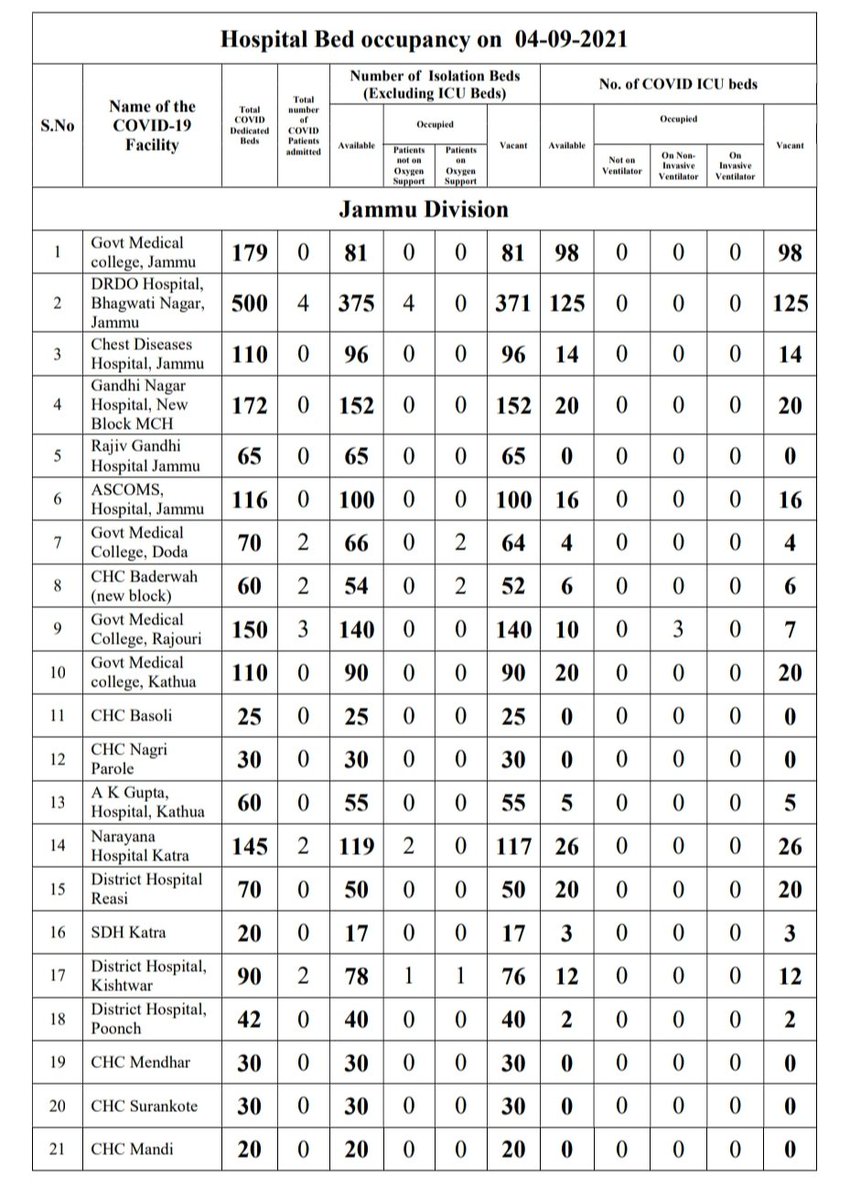 Hospital Bed occupancy on 04-09-2021
S.No
Name of the
COVID-19
Facility
Total
COVID
Dedicated
Beds
Total
number
of
COVID
Patients
admitted
Number of Isolation Beds
(Excluding ICU Beds)
No. of COVID ICU beds
Available
Occupied
Patients
not on
Oxygen
Support
Patients
on
Oxygen
Support
Vacant
Available
Occupied
Not on
Ventilator
On Non-
Invasive
Ventilator
On
Invasive
Ventilator
Vacant
Jammu Division
1 Govt Medical
college, Jammu 179 0 81 0 0 81 98 0 0 0 98
2 DRDO Hospital,
Bhagwati Nagar,
Jammu 500 4 375 4 0 371 125 0 0 0 125
3 Chest Diseases
Hospital, Jammu 110 0 96 0 0 96 14 0 0 0 14
4 Gandhi Nagar
Hospital, New
Block MCH 172 0 152 0 0 152 20 0 0 0 20
5 Rajiv Gandhi
Hospital Jammu 65 0 65 0 0 65 0 0 0 0 0
6 ASCOMS,
Hospital, Jammu 116 0 100 0 0 100 16 0 0 0 16
7 Govt Medical
College, Doda 70 2 66 0 2 64 4 0 0 0 4
8 CHC Baderwah
(new block) 60 2 54 0 2 52 6 0 0 0 6
9 Govt Medical
College, Rajouri 150 3 140 0 0 140 10 0 3 0 7
10 Govt Medical
college, Kathua 110 0 90 0 0 90 20 0 0 0 20
11 CHC Basoli 25 0 25 0 0 25 0 0 0 0 0
12 CHC Nagri
Parole 30 0 30 0 0 30 0 0 0 0 0
13 A K Gupta,
Hospital, Kathua 60 0 55 0 0 55 5 0 0 0 5
14 Narayana
Hospital Katra 145 2 119 2 0 117 26 0 0 0 26
15 District Hospital
Reasi 70 0 50 0 0 50 20 0 0 0 20
16 SDH Katra 20 0 17 0 0 17 3 0 0 0 3
17 District Hospital,
Kishtwar 90 2 78 1 1 76 12 0 0 0 12
18 District Hospital,
Poonch 42 0 40 0 0 40 2 0 0 0 2
19 CHC Mendhar 30 0 30 0 0 30 0 0 0 0 0
20 CHC Surankote 30 0 30 0 0 30 0 0 0 0 0
21 CHC Mandi 20 0 20 0 0 20 0 0 0 0 0